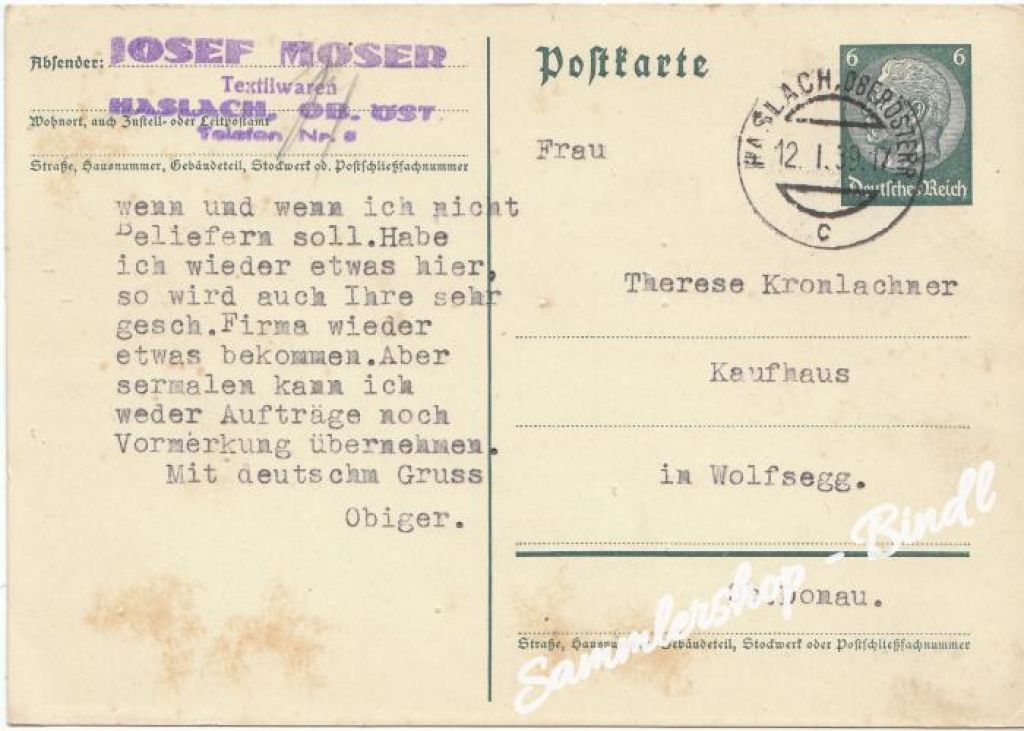 Absender: JOSEF MOSER
Textilwaren
HASLACH, OB. ÖST.
Wohnort, auch Zustell- oder Leitpostamt
Telefon Nr. 8
Straße, Hausnummer, Gebäudeteil, Stockwerk od. Postschließfachnummer
wenn und wenn ich nicht
beliefern soll.Habe
ich wieder etwas hier,
so wird auch Ihre sehr
gesch.Firma wieder
etwas bekommen.Aber
sermalen kann ich
weder Aufträge noch
Vormerkung übernehmen.
Mit deutschm Gruss
Obiger.
Postkarte
6 6
Deutsches Reich
HASLACH, OBERÖSTERR.
12. I. 39 17
c
Frau
Therese Kronlachner
Kaufhaus
in Wolfsegg.
Donau.
Straße, Hausnu Gebäudeteil, Stockwerk oder Postschließfachnummer
Sammlershop - Bindl